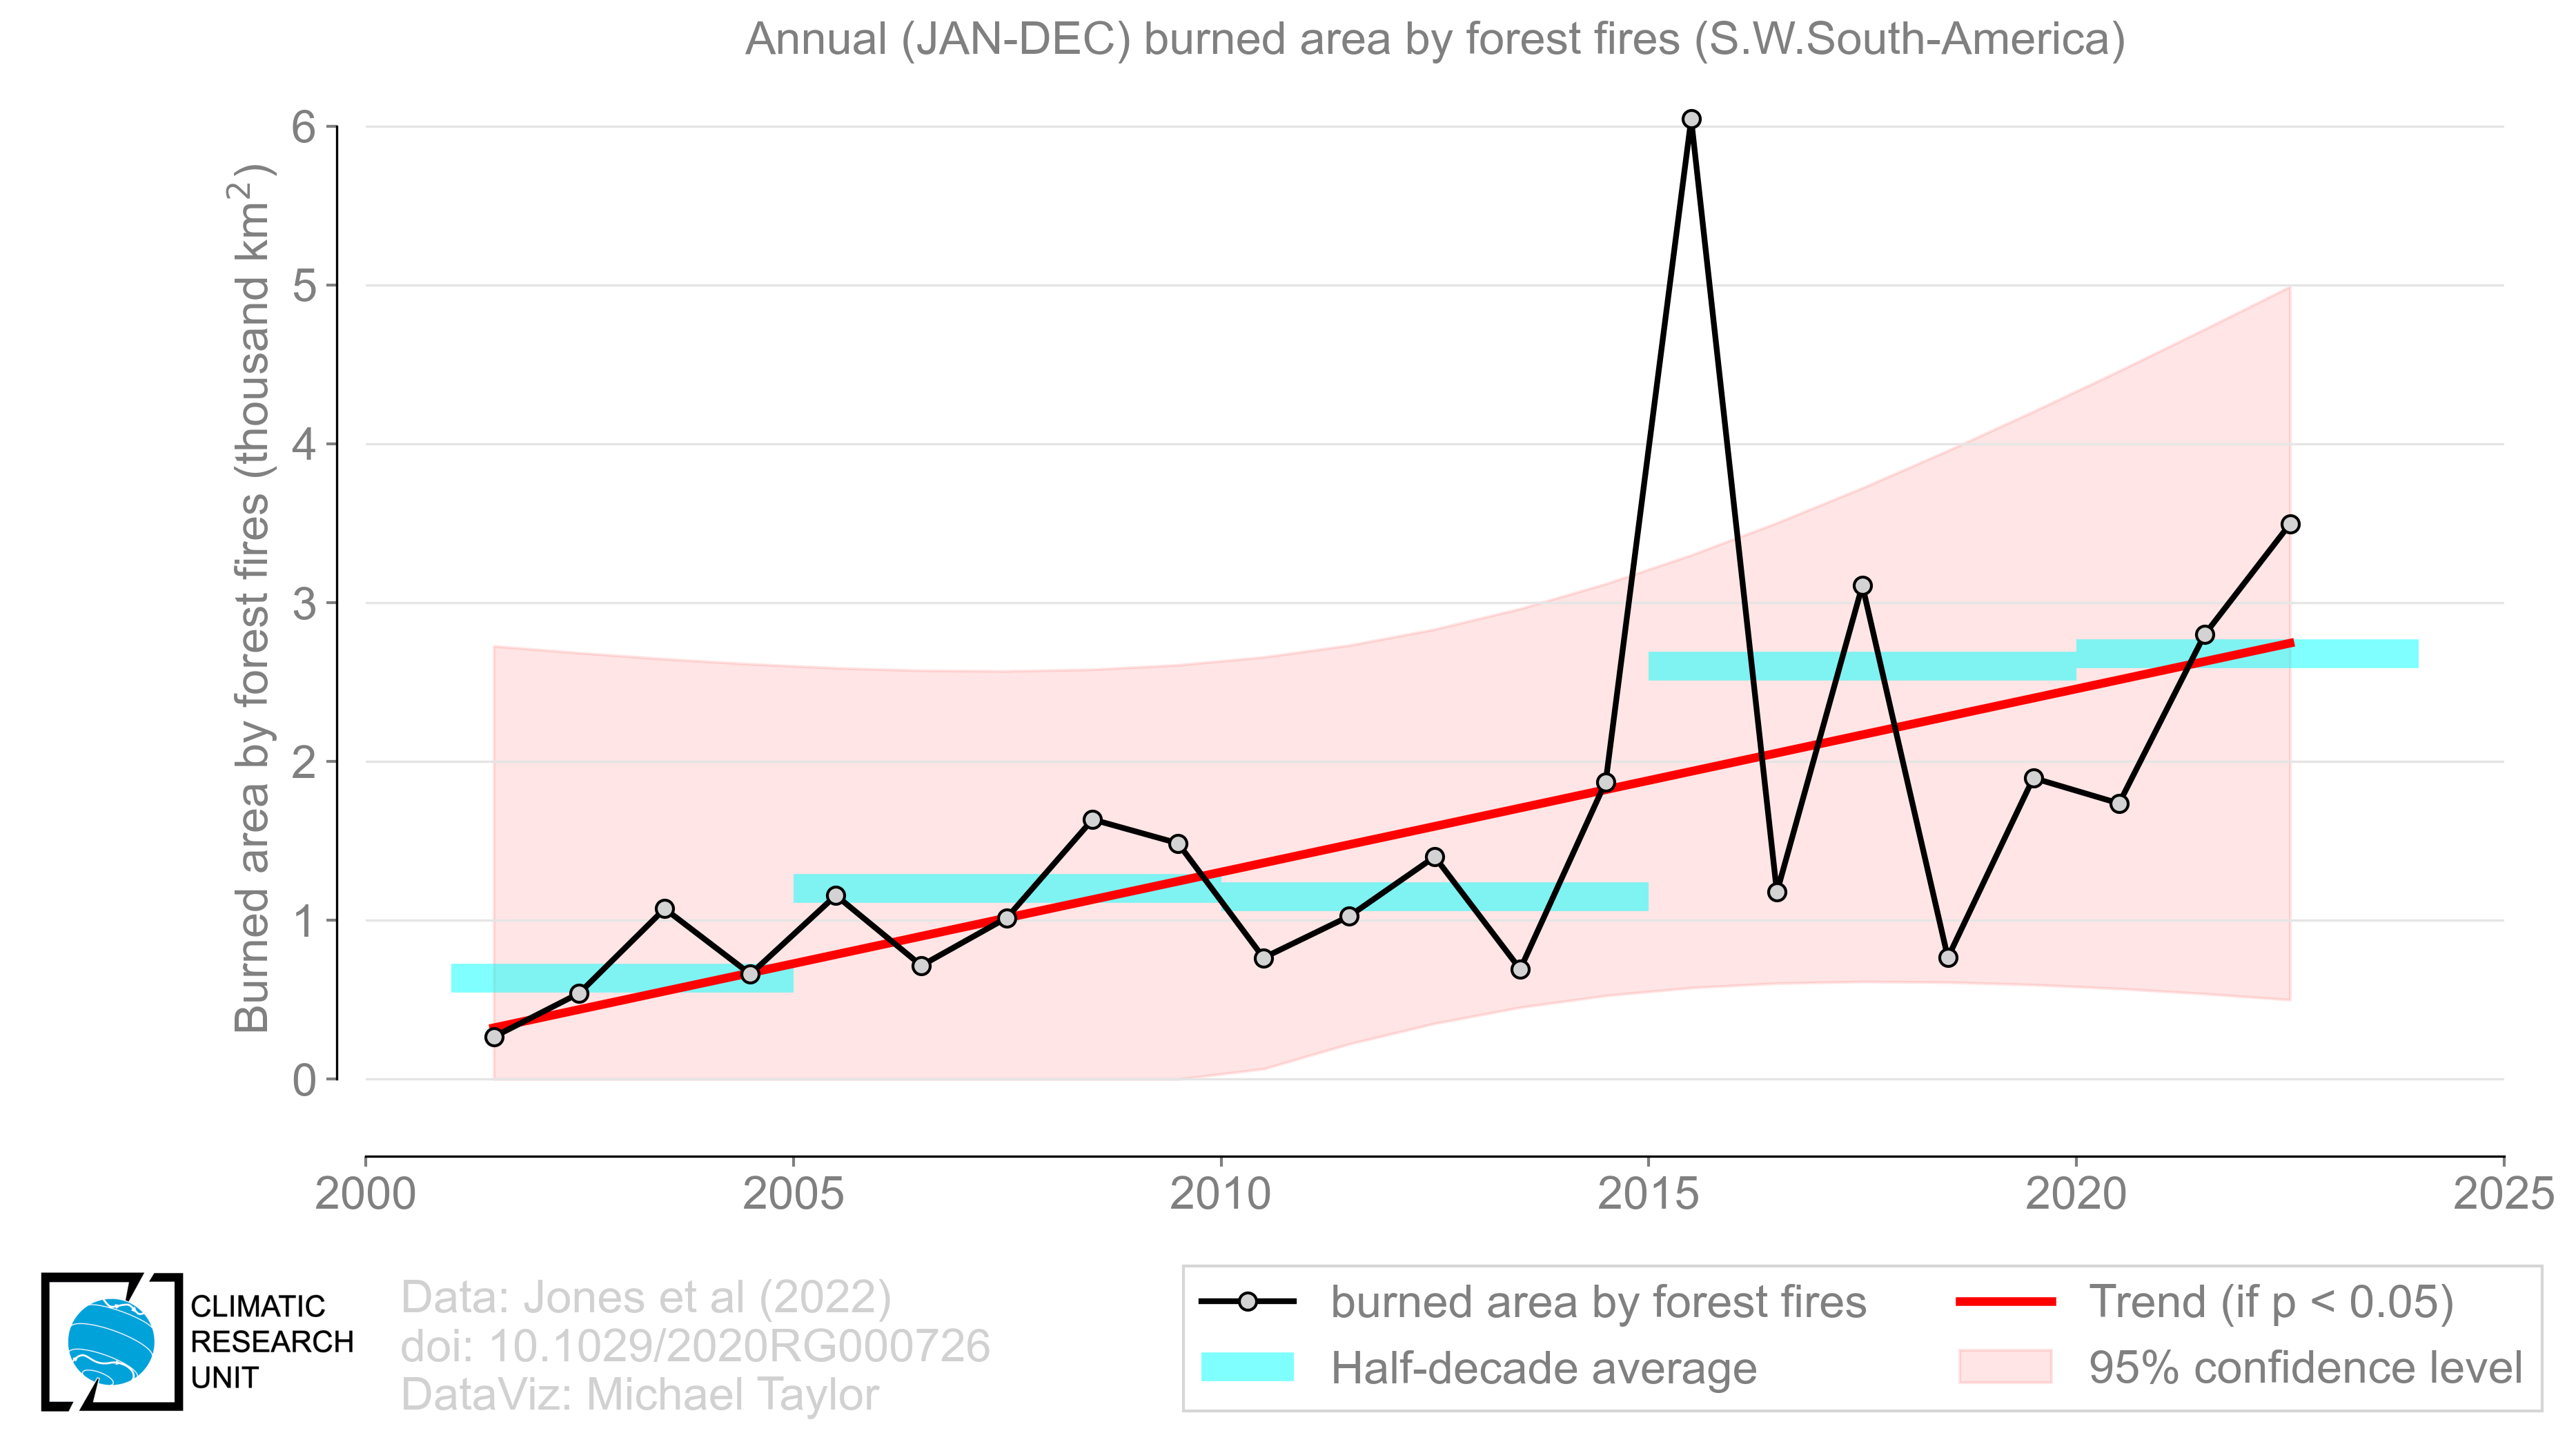 Annual (JAN-DEC) burned area by forest fires (S.W.South-America)
Burned area by forest fires (thousand km²)
6
5
4
3
2
1
0
2000 2005 2010 2015 2020 2025
CLIMATIC
RESEARCH
UNIT
Data: Jones et al (2022)
doi: 10.1029/2020RG000726
DataViz: Michael Taylor
burned area by forest fires
Half-decade average
Trend (if p < 0.05)
95% confidence level